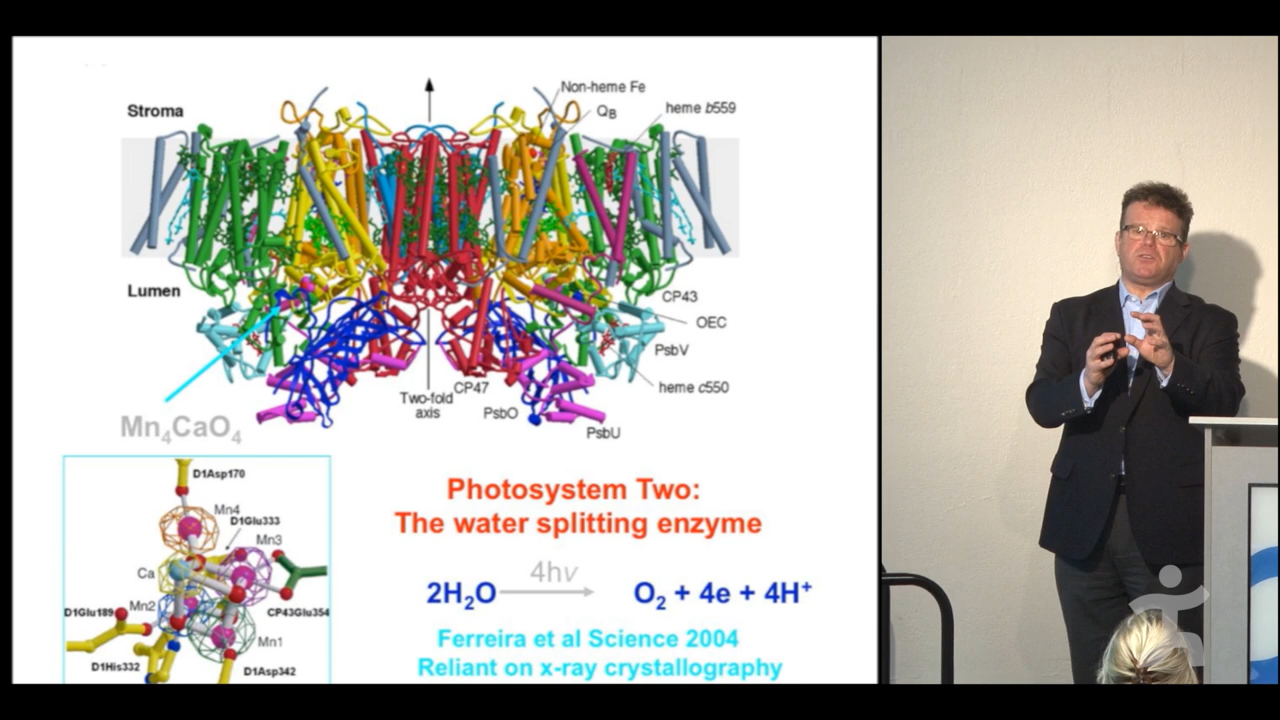 Non-heme Fe
Stroma
QB
heme b559
Lumen
CP43
OEC
PsbV
heme c550
Two-fold
axis
CP47
PsbO
PsbU
Mn4CaO4
D1Asp170
Mn4
D1Glu333
Mn3
Ca
D1Glu189
Mn2
CP43Glu354
Mn1
D1His332
D1Asp342
Photosystem Two:
The water splitting enzyme
4hv
2H2O O2 + 4e + 4H+
Ferreira et al Science 2004
Reliant on x-ray crystallography